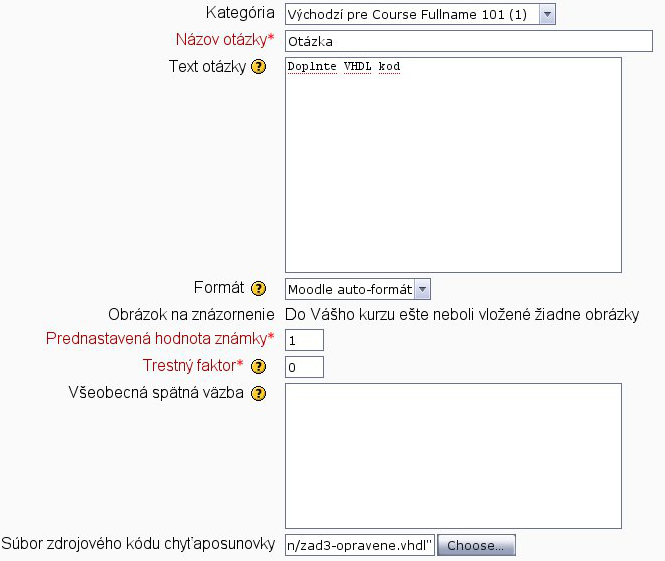 Kategória Východzí pre Course Fullname 101 (1)
Názov otázky* Otázka
Text otázky Doplnte VHDL kod
Formát Moodle auto-formát
Obrázok na znázornenie Do Vášho kurzu ešte neboli vložené žiadne obrázky
Prednastavená hodnota známky* 1
Trestný faktor* 0
Všeobecná spätná väzba
Súbor zdrojového kódu chyťaposunovky n/zad3-opravene.vhdl" Choose...